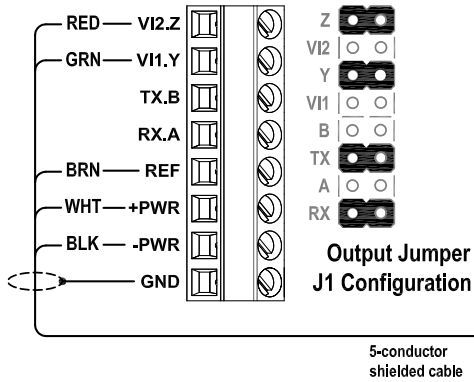 RED VI2.Z
GRN VI1.Y
TX.B
RX.A
BRN REF
WHT +PWR
BLK -PWR
GND
Z
VI2
Y
VI1
B
TX
A
RX
Output Jumper
J1 Configuration
5-conductor
shielded cable